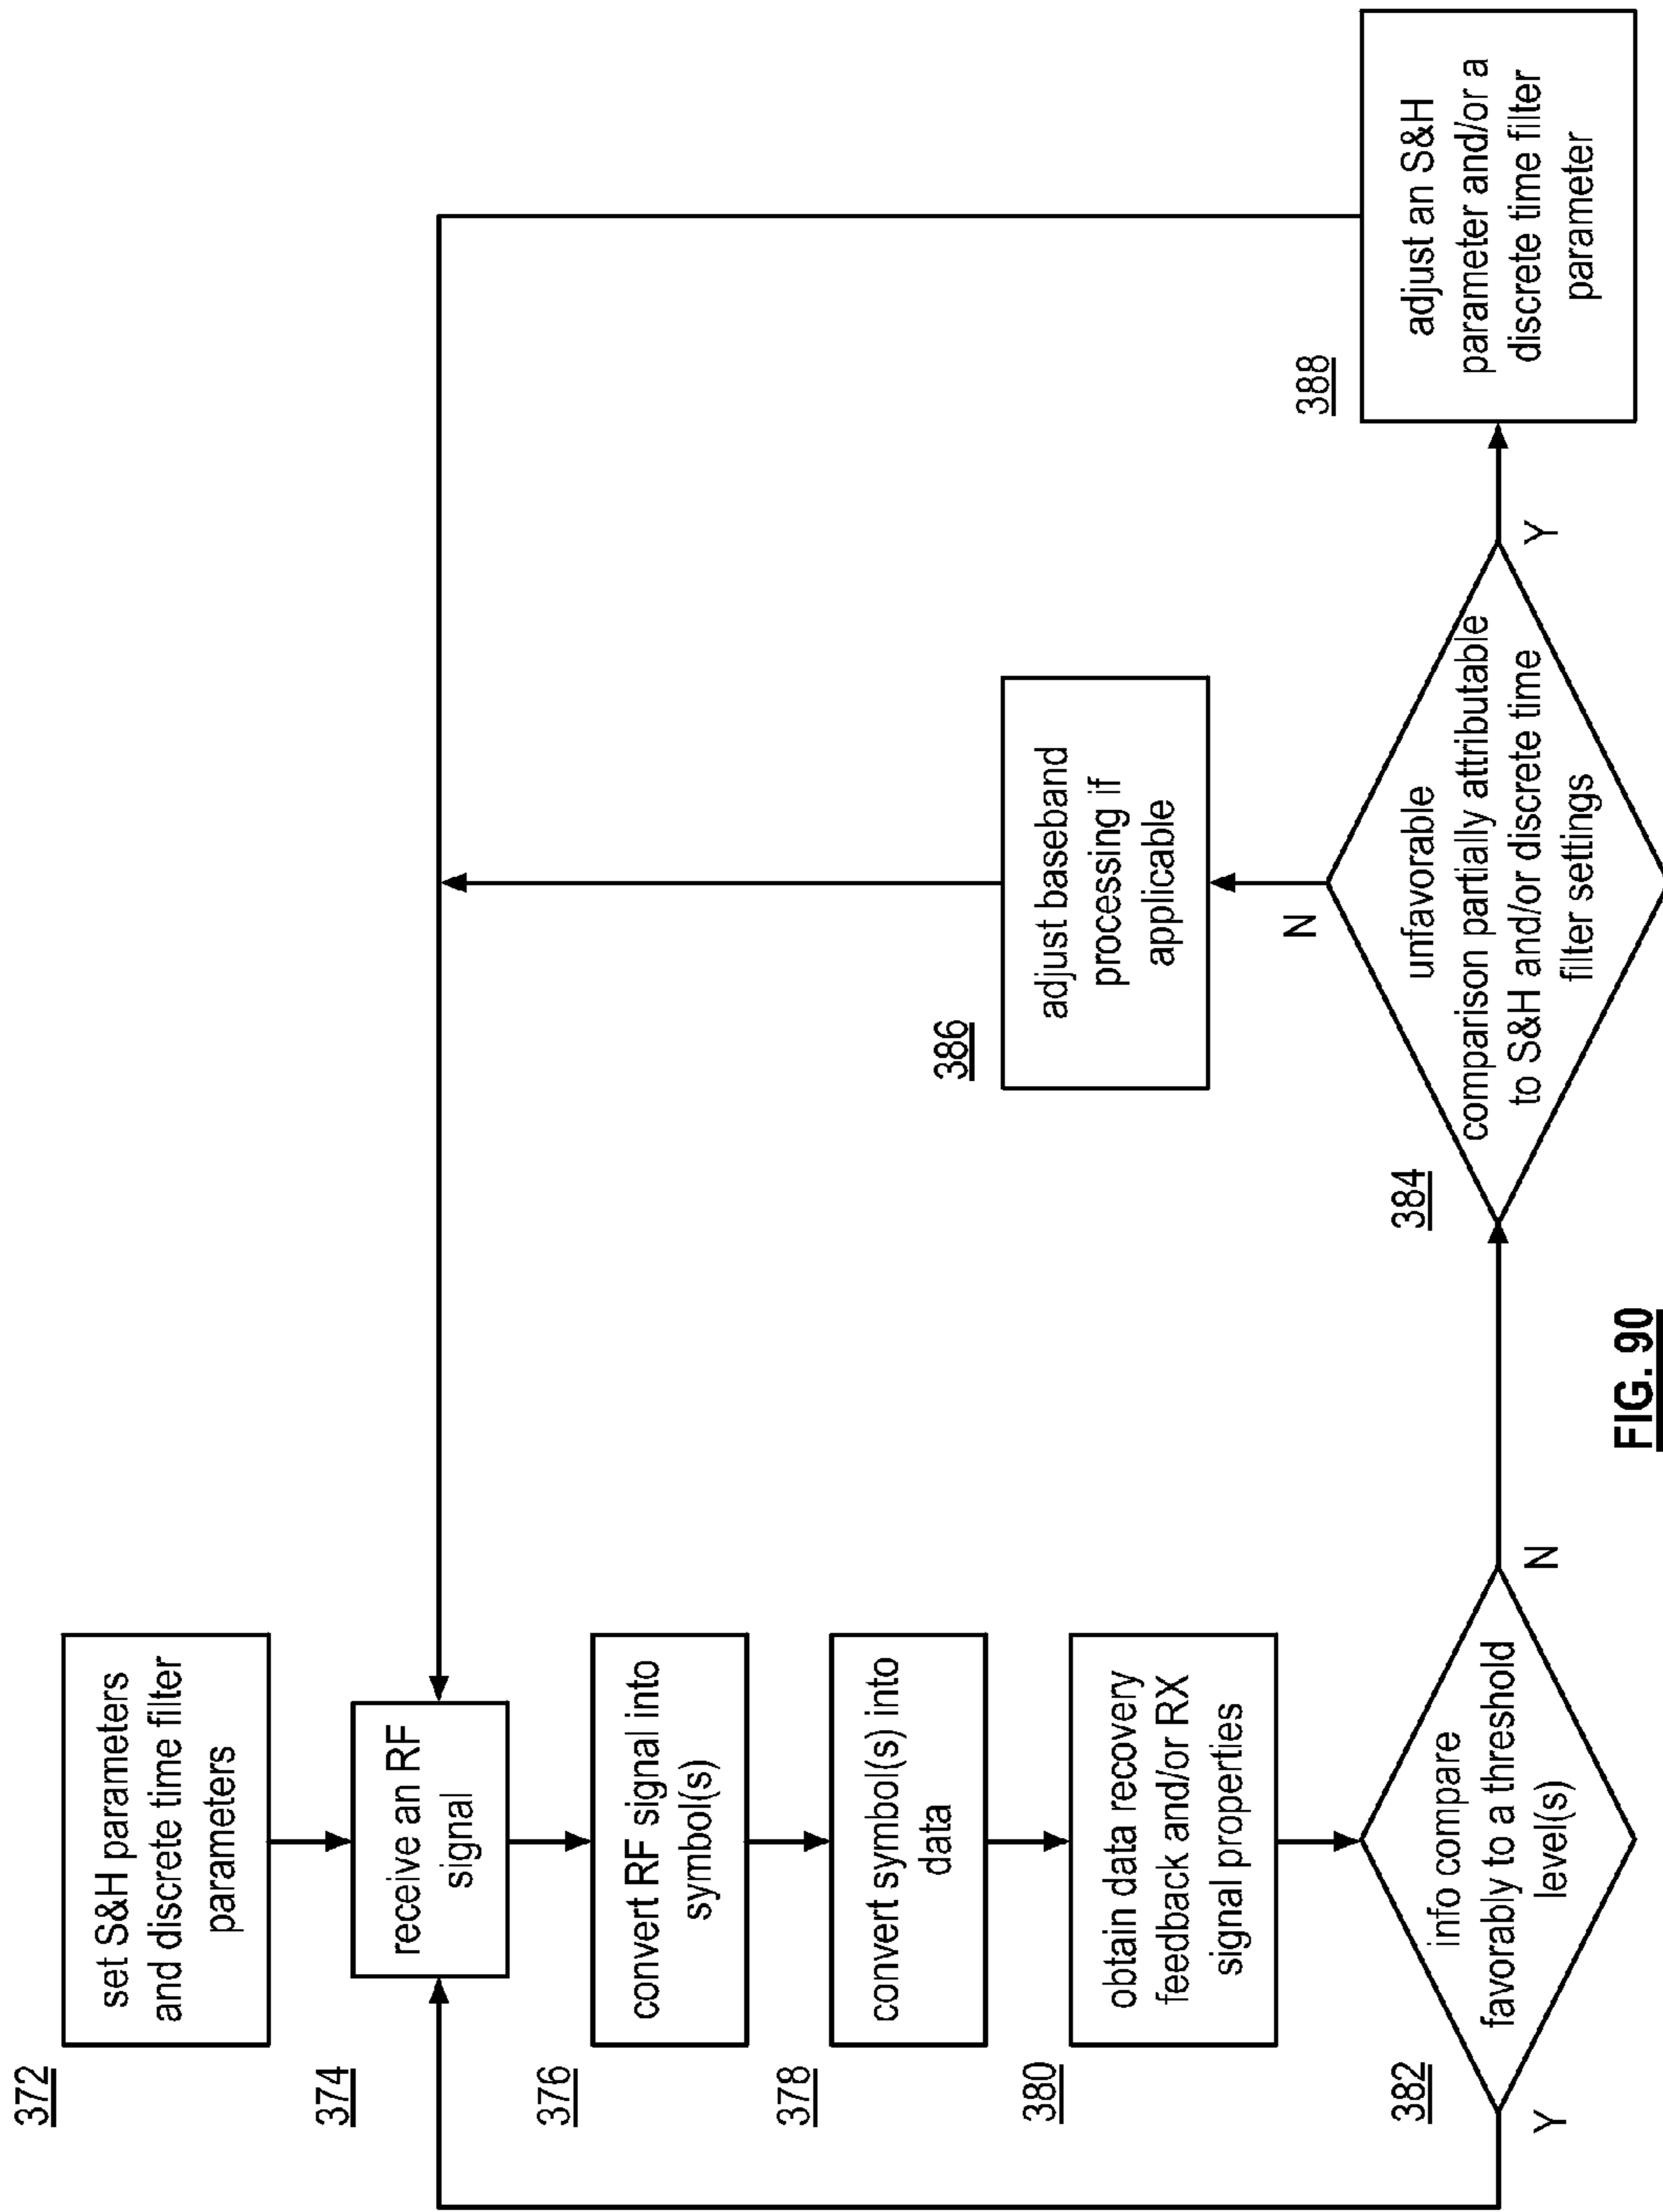 372
set S&H parameters
and discrete time filter
parameters
374
receive an RF
signal
376
convert RF signal into
symbol(s)
378
convert symbol(s) into
data
380
obtain data recovery
feedback and/or RX
signal properties
382
info compare
favorably to a threshold
level(s)
Y
N
384
unfavorable
comparison partially attributable
to S&H and/or discrete time
filter settings
N
Y
386
adjust baseband
processing if
applicable
388
adjust an S&H
parameter and/or a
discrete time filter
parameter
FIG. 90